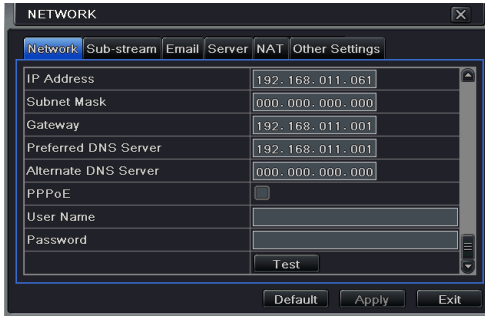 NETWORK
Network Sub-stream Email Server NAT Other Settings
IP Address 192.168.011.061
Subnet Mask 000.000.000.000
Gateway 192.168.011.001
Preferred DNS Server 192.168.011.001
Alternate DNS Server 000.000.000.000
PPPoE
User Name
Password
Test
Default Apply Exit